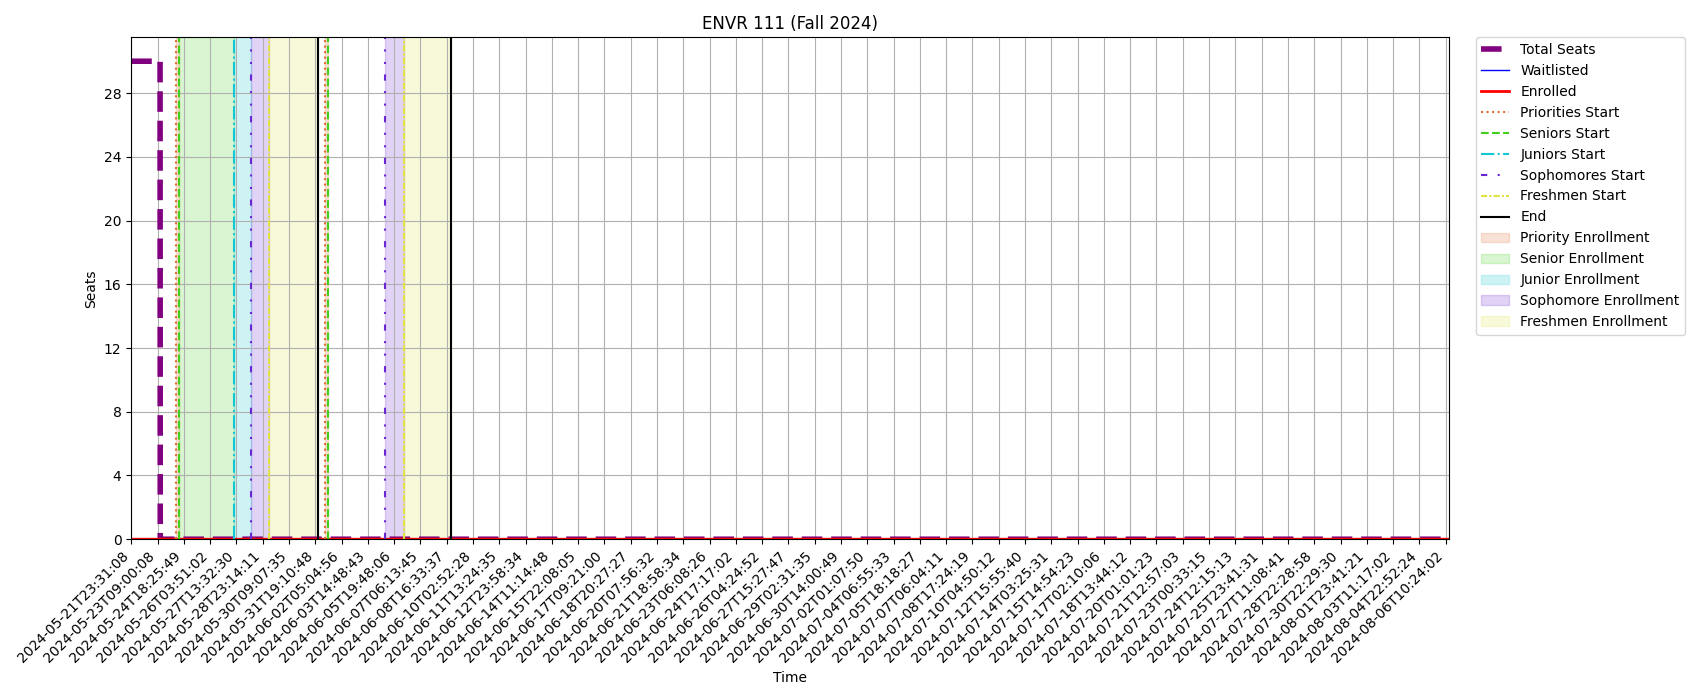 ENVR 111 (Fall 2024)
Total Seats
Waitlisted
Enrolled
Priorities Start
Seniors Start
Juniors Start
Sophomores Start
Freshmen Start
End
Priority Enrollment
Senior Enrollment
Junior Enrollment
Sophomore Enrollment
Freshmen Enrollment
Seats
28
24
20
16
12
8
4
0
2024-05-21T23:31:08
2024-05-23T09:00:08
2024-05-24T18:25:49
2024-05-26T03:51:02
2024-05-27T13:32:30
2024-05-28T23:14:11
2024-05-30T09:07:35
2024-05-31T19:10:48
2024-06-02T05:04:56
2024-06-03T14:48:43
2024-06-05T19:48:06
2024-06-07T06:13:45
2024-06-08T16:33:37
2024-06-10T02:52:28
2024-06-11T13:24:35
2024-06-12T23:58:34
2024-06-14T11:14:48
2024-06-15T22:08:05
2024-06-17T09:21:00
2024-06-18T20:27:27
2024-06-20T07:56:32
2024-06-21T18:58:34
2024-06-23T06:08:26
2024-06-24T17:17:02
2024-06-26T04:24:52
2024-06-27T15:27:47
2024-06-29T02:31:35
2024-06-30T14:00:49
2024-07-02T01:07:50
2024-07-04T06:55:33
2024-07-05T18:18:27
2024-07-07T06:04:11
2024-07-08T17:24:19
2024-07-10T04:50:12
2024-07-12T15:55:40
2024-07-14T03:25:31
2024-07-15T14:54:23
2024-07-17T02:10:06
2024-07-18T13:44:12
2024-07-20T01:01:23
2024-07-21T12:57:03
2024-07-23T00:33:15
2024-07-24T12:15:13
2024-07-25T23:41:31
2024-07-27T11:08:41
2024-07-28T22:28:58
2024-07-30T22:29:30
2024-08-01T23:41:21
2024-08-03T11:17:02
2024-08-04T22:52:24
2024-08-06T10:24:02
Time